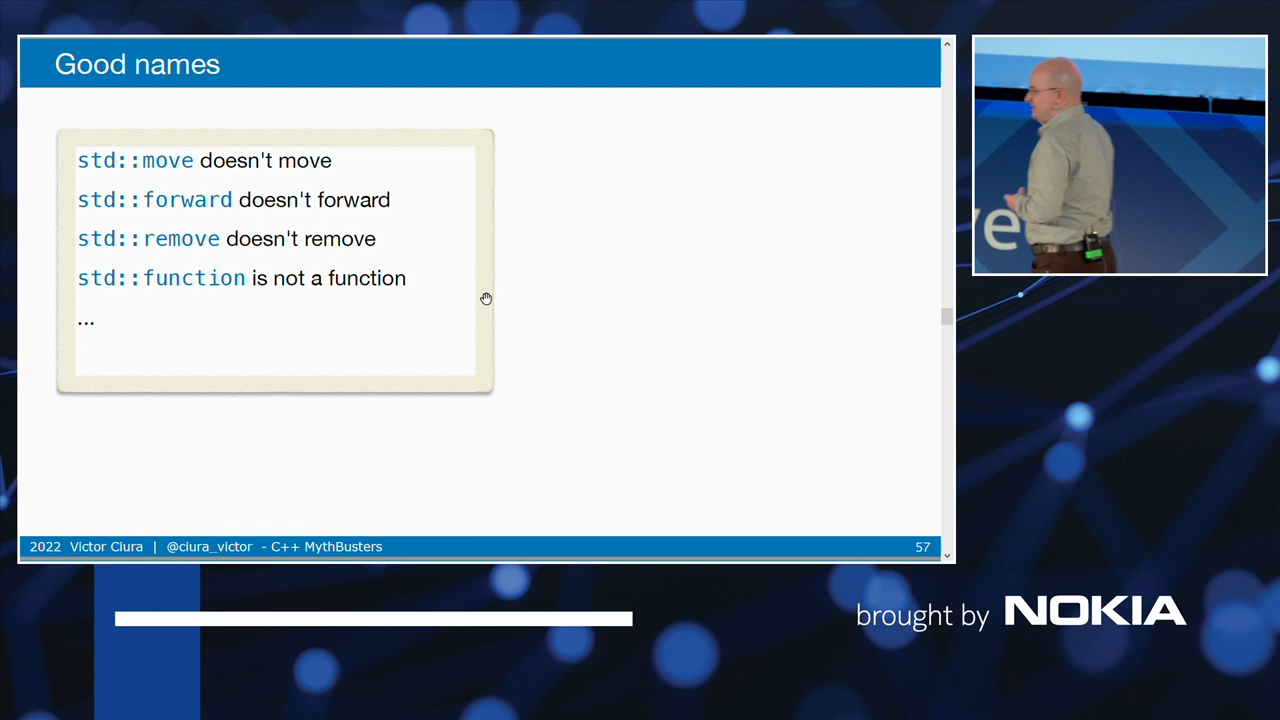 Good names
std::move doesn't move
std::forward doesn't forward
std::remove doesn't remove
std::function is not a function
...
2022 Victor Ciura | @ciura_victor - C++ MythBusters
57
brought by NOKIA